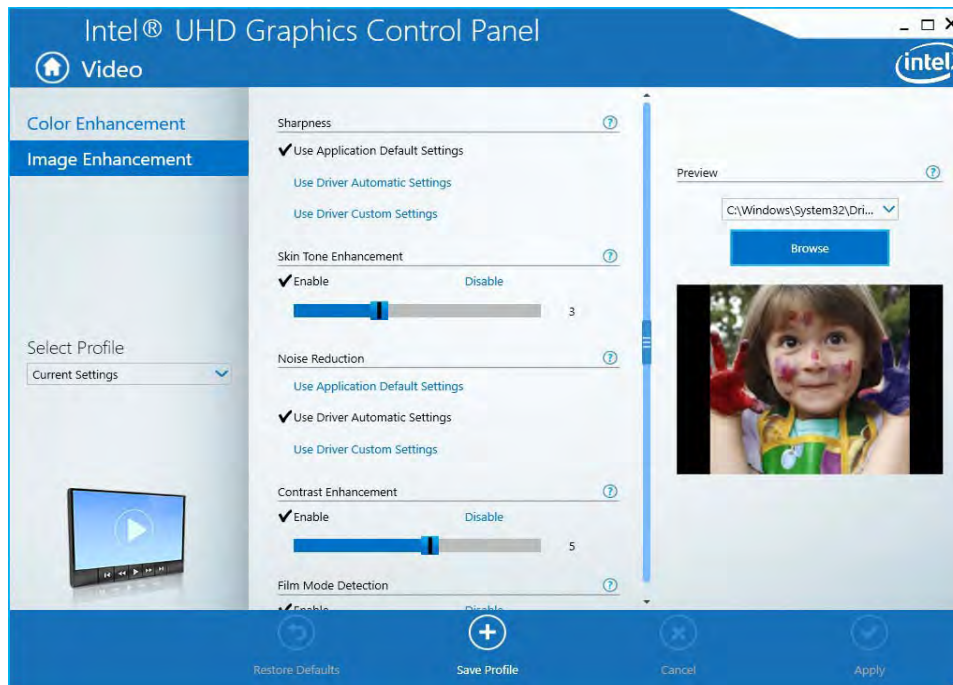 Intel® UHD Graphics Control Panel
Video
intel
Color Enhancement
Image Enhancement
Select Profile
Current Settings
Sharpness
Use Application Default Settings
Use Driver Automatic Settings
Use Driver Custom Settings
Skin Tone Enhancement
Enable Disable
3
Noise Reduction
Use Application Default Settings
Use Driver Automatic Settings
Use Driver Custom Settings
Contrast Enhancement
Enable Disable
5
Film Mode Detection
Enable Disable
Preview
C:\Windows\System32\Dri...
Browse
Restore Defaults Save Profile Cancel Apply